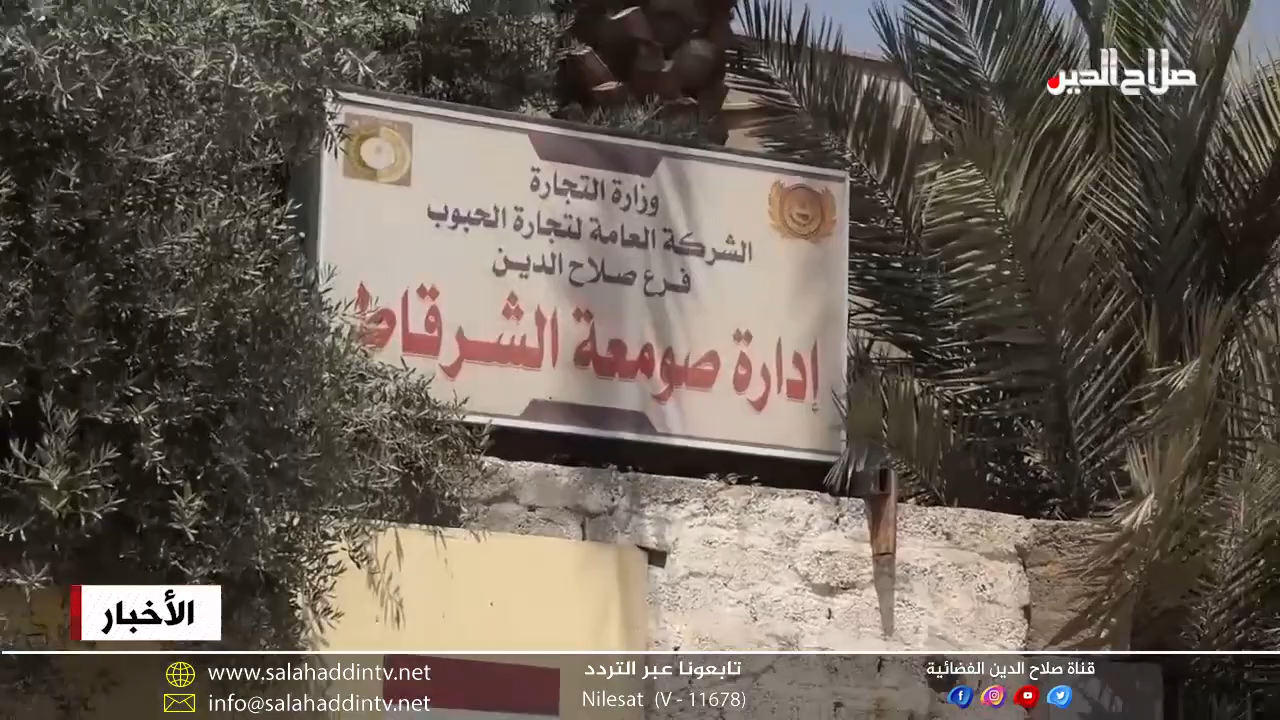 صلاح الدين
وزارة التجارة
الشركة العامة لتجارة الحبوب
فرع صلاح الدين
إدارة صومعة الشرقاط
الأخبار
www.salahaddintv.net
info@salahaddintv.net
تابعونا عبر التردد
Nilesat (V - 11678)
قناة صلاح الدين الفضائية